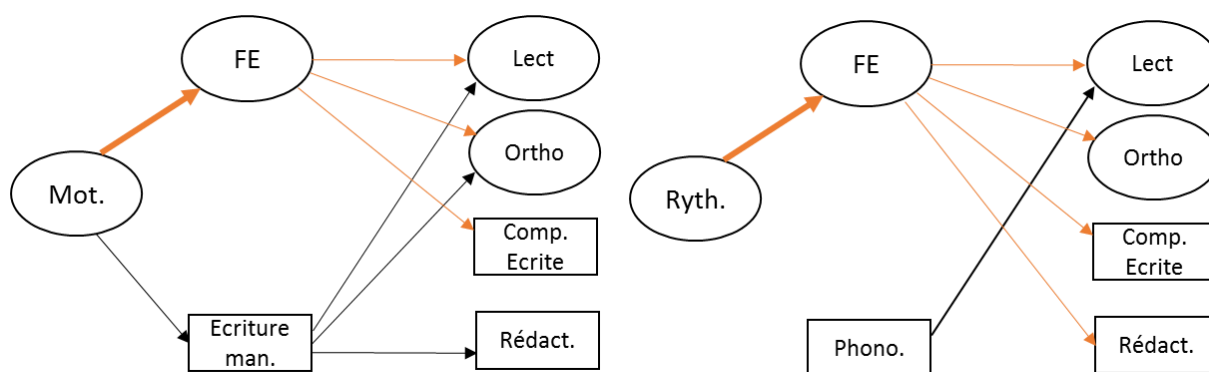 FE
Lect
Ortho
Mot.
Comp.
Ecrite
Ecriture
man.
Rédact.
FE
Lect
Ortho
Ryth.
Comp.
Ecrite
Phono.
Rédact.